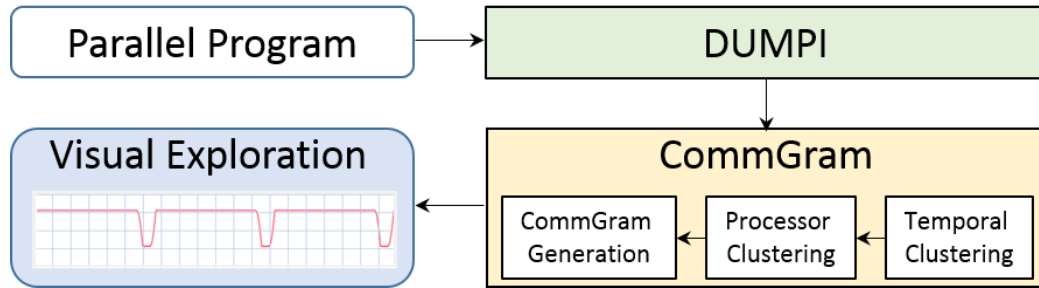 Parallel Program
DUMPI
Visual Exploration
CommGram
CommGram
Generation
Processor
Clustering
Temporal
Clustering